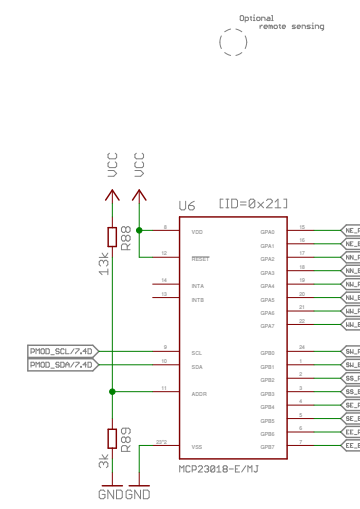 Optional
remote sensing
VCC
VCC
U6
[ID=0x21]
R88
13k
8
VDD
12
RESET
14
INTA
13
INTB
PMOD_SCL/7.4D
9
SCL
PMOD_SDA/7.4D
10
SDA
11
ADDR
R89
3k
VSS
GND
GND
MCP23018-E/MJ
GPA0
15
GPA1
16
GPA2
17
GPA3
18
GPA4
19
GPA5
20
GPA6
21
GPA7
22
GPB0
24
GPB1
1
GPB2
2
GPB3
3
GPB4
4
GPB5
5
GPB6
6
GPB7
7